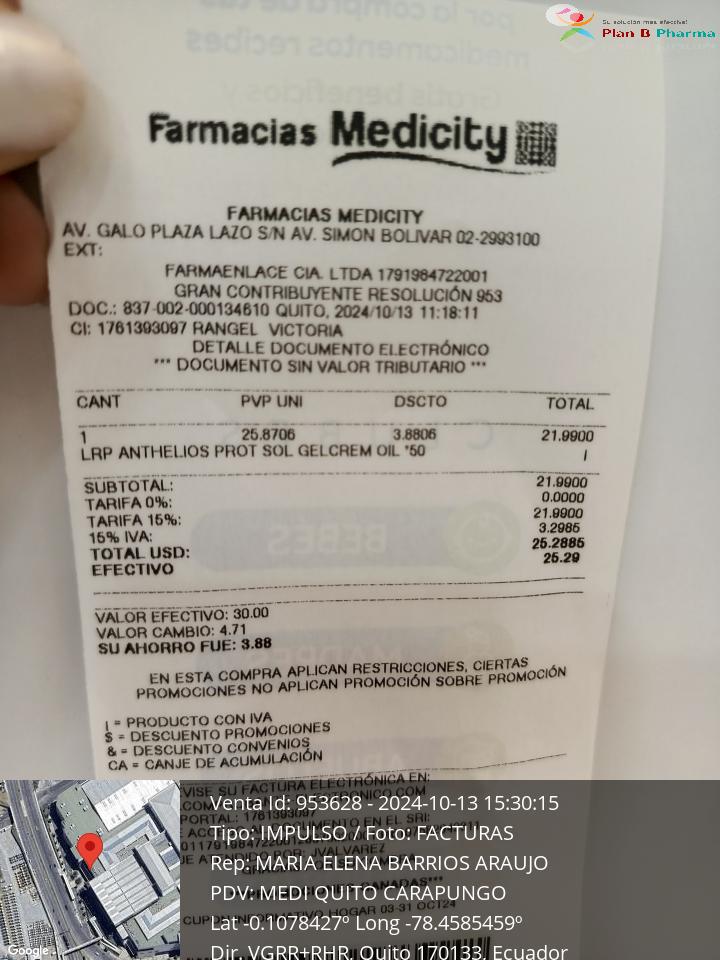 Su solución más efectiva!
Plan B Pharma
Farmacias Medicity
FARMACIAS MEDICITY
AV. GALO PLAZA LAZO S/N AV. SIMON BOLIVAR 02-2993100
EXT:
FARMAENLACE CIA. LTDA 1791984722001
GRAN CONTRIBUYENTE RESOLUCIÓN 953
DOC.: 837-002-000134610 QUITO, 2024/10/13 11:18:11
CI: 1761393097 RANGEL VICTORIA
DETALLE DOCUMENTO ELECTRÓNICO
*** DOCUMENTO SIN VALOR TRIBUTARIO ***
CANT PVP UNI DSCTO TOTAL
1 25.8706 3.8806 21.9900
LRP ANTHELIOS PROT SOL GELCREM OIL *50 I
SUBTOTAL: 21.9900
TARIFA 0%: 0.0000
TARIFA 15%: 21.9900
15% IVA: 3.2985
TOTAL USD: 25.2885
EFECTIVO 25.29
VALOR EFECTIVO: 30.00
VALOR CAMBIO: 4.71
SU AHORRO FUE: 3.88
EN ESTA COMPRA APLICAN RESTRICCIONES, CIERTAS
PROMOCIONES NO APLICAN PROMOCIÓN SOBRE PROMOCIÓN
I = PRODUCTO CON IVA
$ = DESCUENTO PROMOCIONES
& = DESCUENTO CONVENIOS
CA = CANJE DE ACUMULACIÓN
VISE SU FACTURA ELECTRÓNICA EN:
PORTAL: 1761393097
Venta Id: 953628 - 2024-10-13 15:30:15
Tipo: IMPULSO / Foto: FACTURAS
Rep: MARIA ELENA BARRIOS ARAUJO
PDV: MEDI QUITO CARAPUNGO
Lat -0.1078427º Long -78.4585459º
Dir. VGRR+RHR, Quito 170133, Ecuador
Google